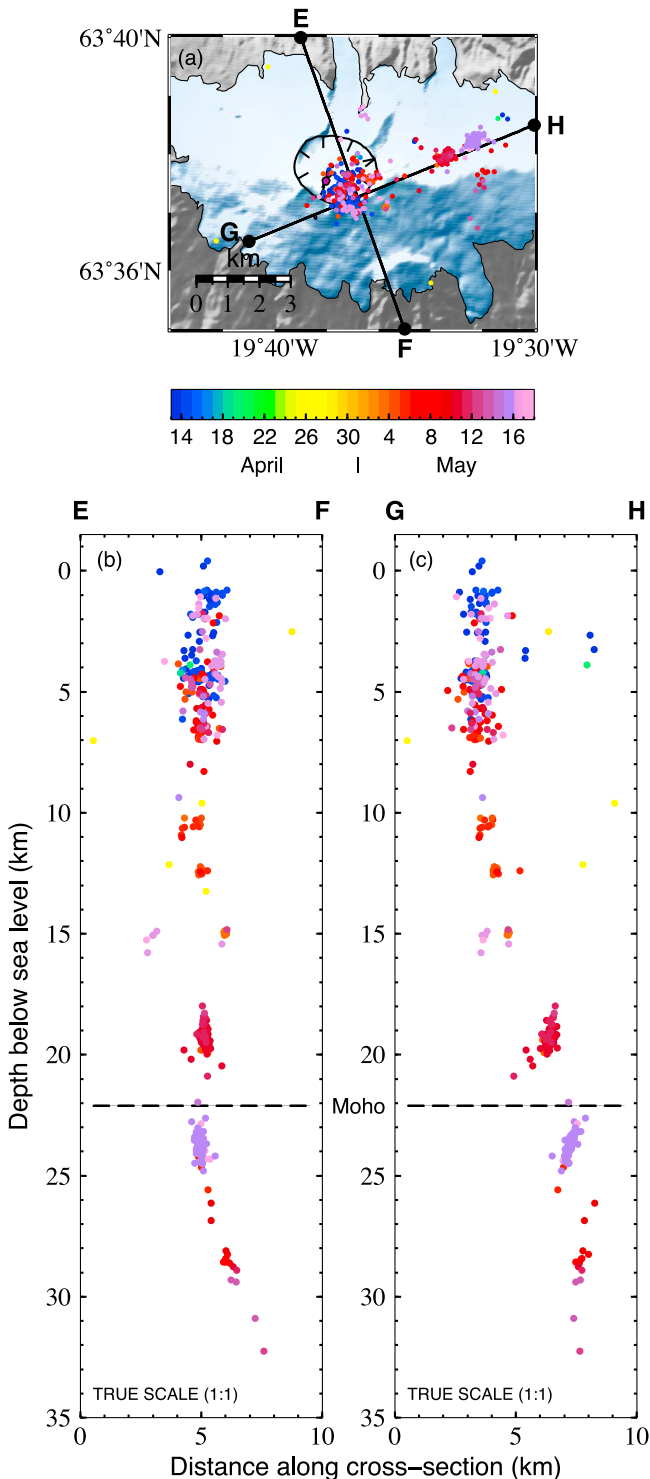 E
63°40'N
(a)
H
G
km
63°36'N
0 1 2 3
F
19°40'W 19°30'W
14 18 22 26 30 4 8 12 16
April I May
E F G H
(b) (c)
0
5
10
15
20
Moho
25
30
35
Depth below sea level (km)
TRUE SCALE (1:1) TRUE SCALE (1:1)
0 5 10 0 5 10
Distance along cross−section (km)